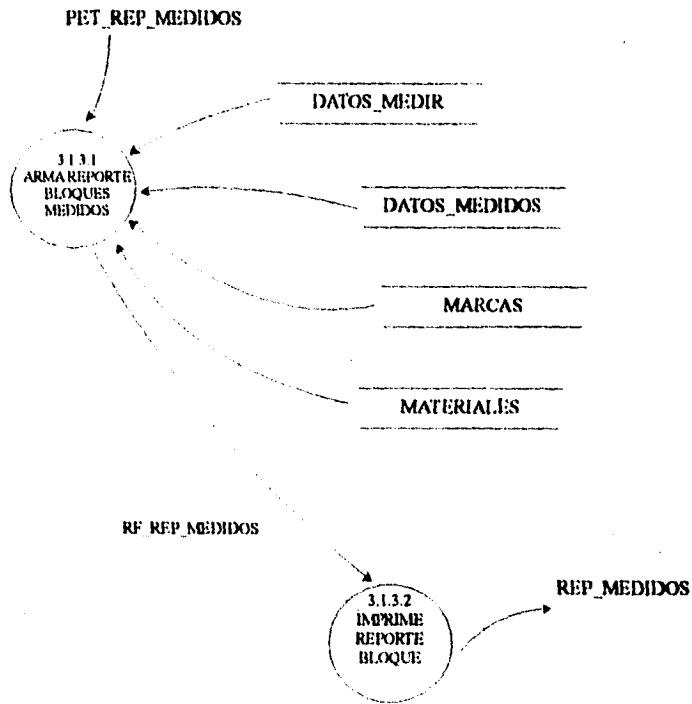 PET_REP_MEDIDOS
DATOS_MEDIR
3.1.3.1
ARMA REPORTE
BLOQUES
MEDIDOS
DATOS_MEDIDOS
MARCAS
MATERIALES
RF_REP_MEDIDOS
3.1.3.2
IMPRIME
REPORTE
BLOQUE
REP_MEDIDOS